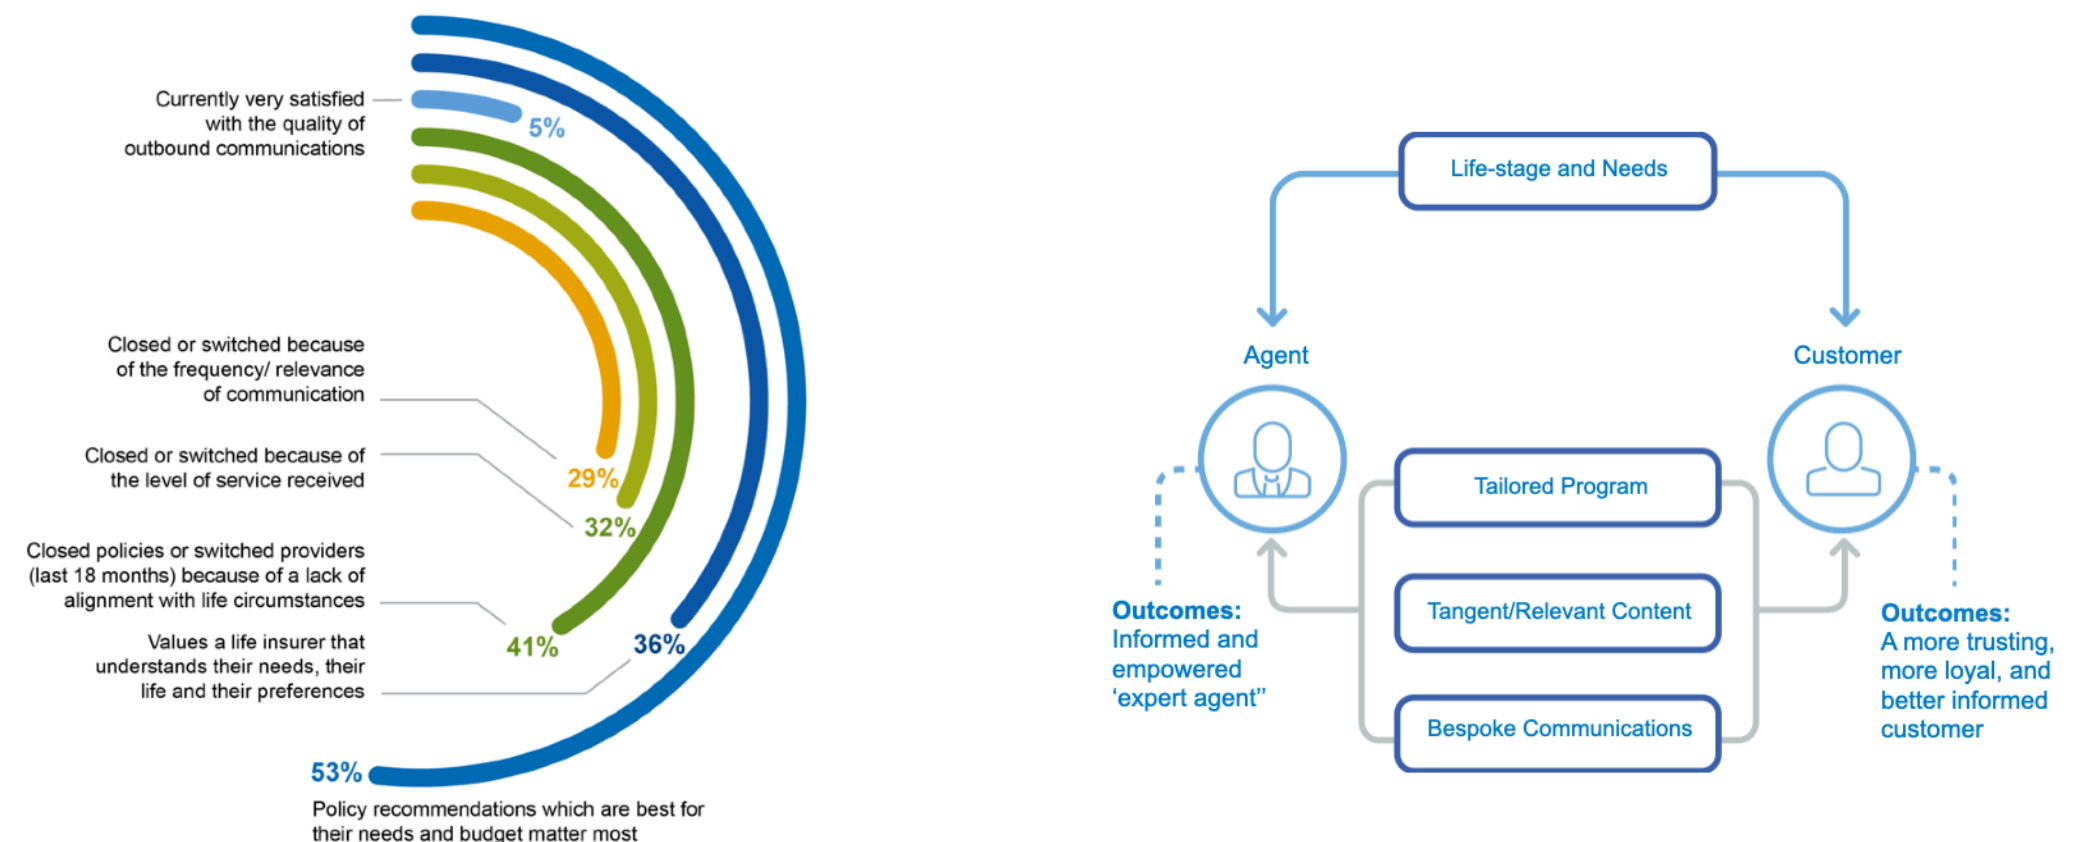 Currently very satisfied
with the quality of
outbound communications
5%
Closed or switched because
of the frequency/ relevance
of communication
29%
Closed or switched because of
the level of service received
32%
Closed policies or switched providers
(last 18 months) because of a lack of
alignment with life circumstances
41%
Values a life insurer that
understands their needs, their
life and their preferences
36%
53%
Policy recommendations which are best for
their needs and budget matter most
Life-stage and Needs
Agent
Customer
Tailored Program
Tangent/Relevant Content
Bespoke Communications
Outcomes:
Informed and
empowered
‘expert agent”
Outcomes:
A more trusting,
more loyal, and
better informed
customer